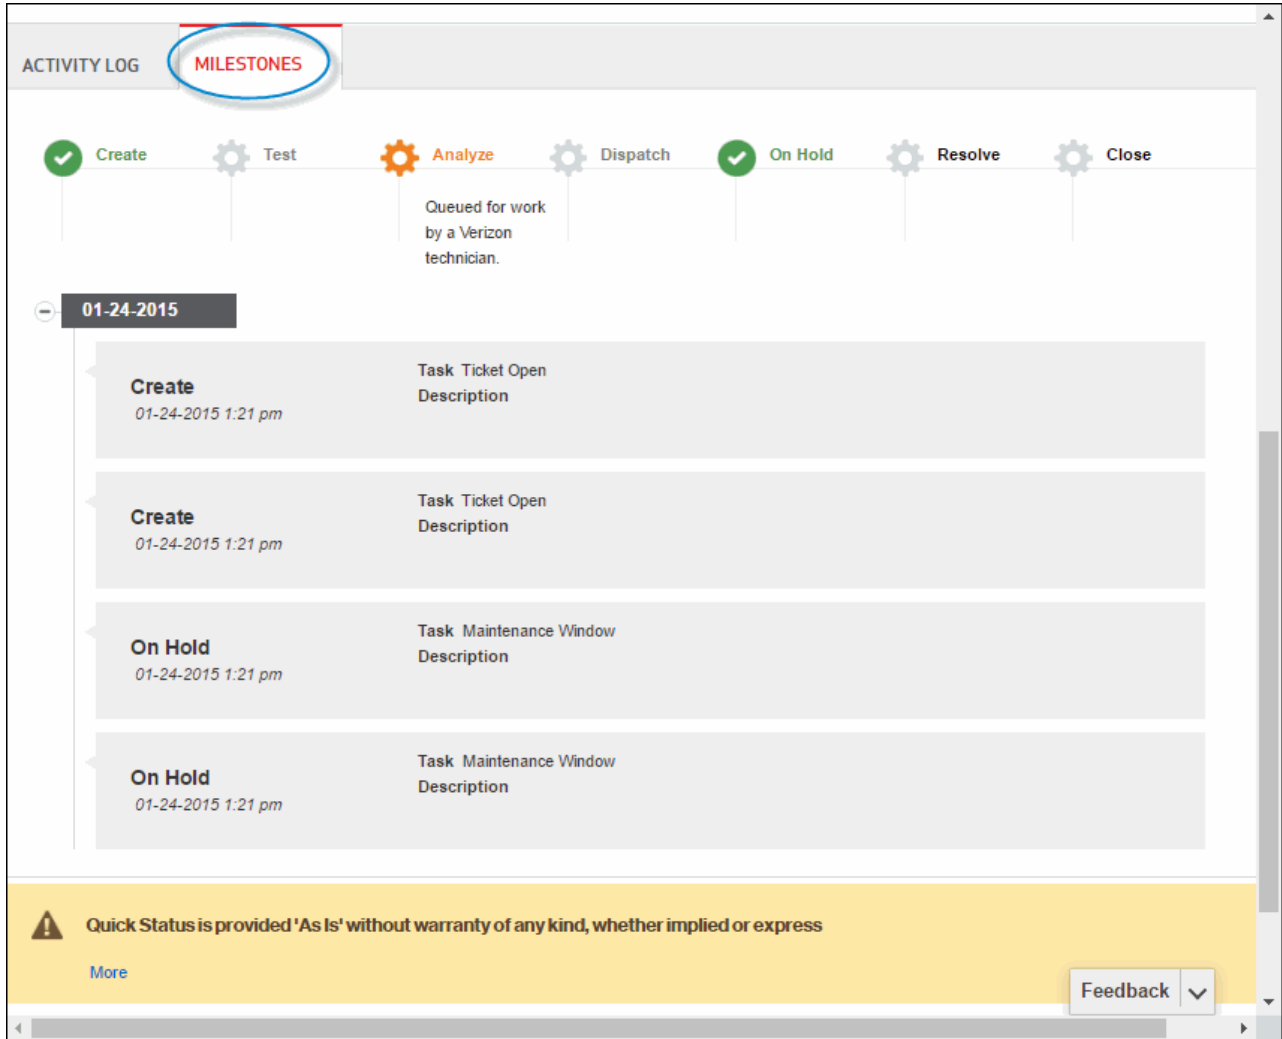 ACTIVITY LOG
MILESTONES
Create
Test
Analyze
Dispatch
On Hold
Resolve
Close
Queued for work
by a Verizon
technician.
01-24-2015
Create
01-24-2015 1:21 pm
Task Ticket Open
Description
Create
01-24-2015 1:21 pm
Task Ticket Open
Description
On Hold
01-24-2015 1:21 pm
Task Maintenance Window
Description
On Hold
01-24-2015 1:21 pm
Task Maintenance Window
Description
Quick Status is provided 'As Is' without warranty of any kind, whether implied or express
More
Feedback